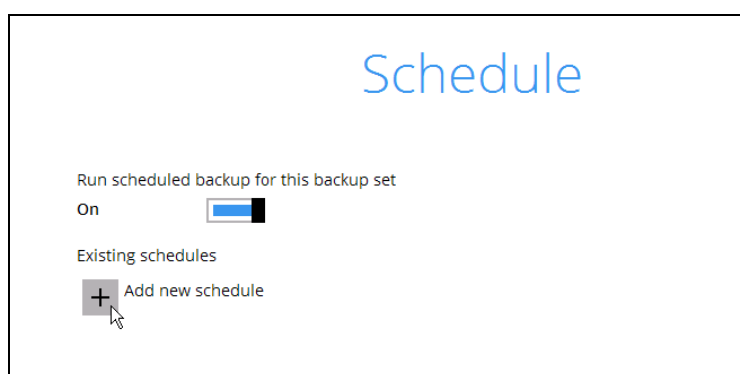 Schedule
Run scheduled backup for this backup set
On
Existing schedules
Add new schedule